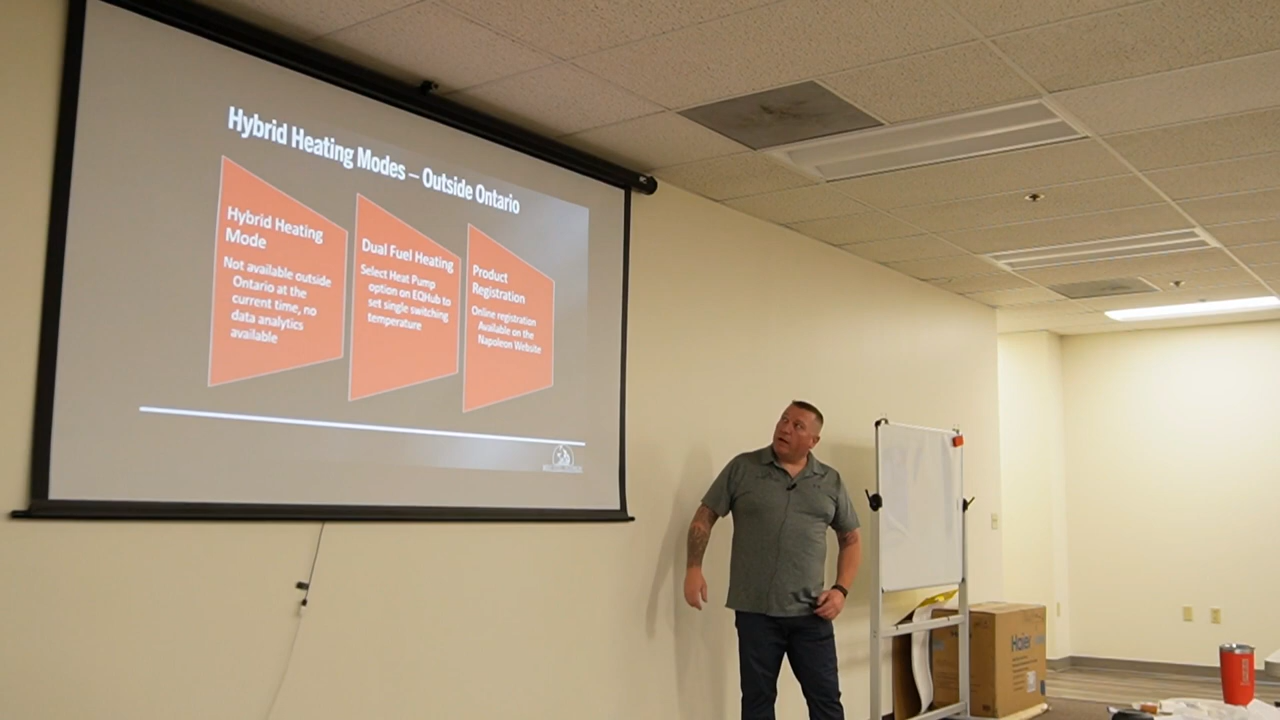 Hybrid Heating Modes – Outside Ontario
Hybrid Heating
Mode
Not available outside
Ontario at the
current time, no
data analytics
available
Dual Fuel Heating
Select Heat Pump
option on EQHub to
set single switching
temperature
Product
Registration
Online registration
Available on the
Napoleon Website
Haier